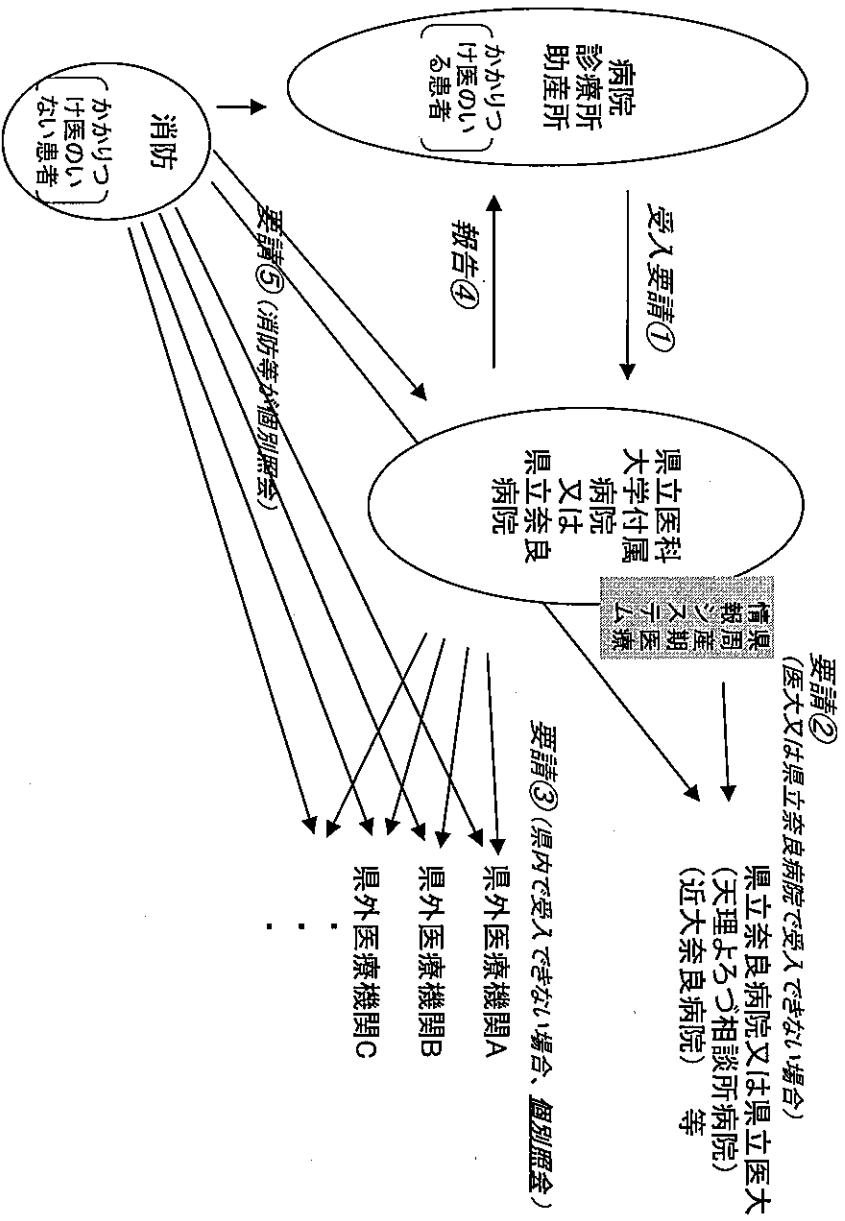 病院
診療所
助産所
かかりつ
け医のい
る患者
消防
かかりつ
け医のい
ない患者
受入要請①
報告④
県立医科
大学付属
病院
又は
県立奈良
病院
県周産期医療
情報システム
要請②
(医大又は県立奈良病院で受入できない場合)
県立奈良病院又は県立医大
(天理よろづ相談所病院)
(近大奈良病院) 等
要請③(県内で受入できない場合、個別照会)
県外医療機関A
県外医療機関B
県外医療機関C
・
・
・
要請⑤(消防等が個別照会)